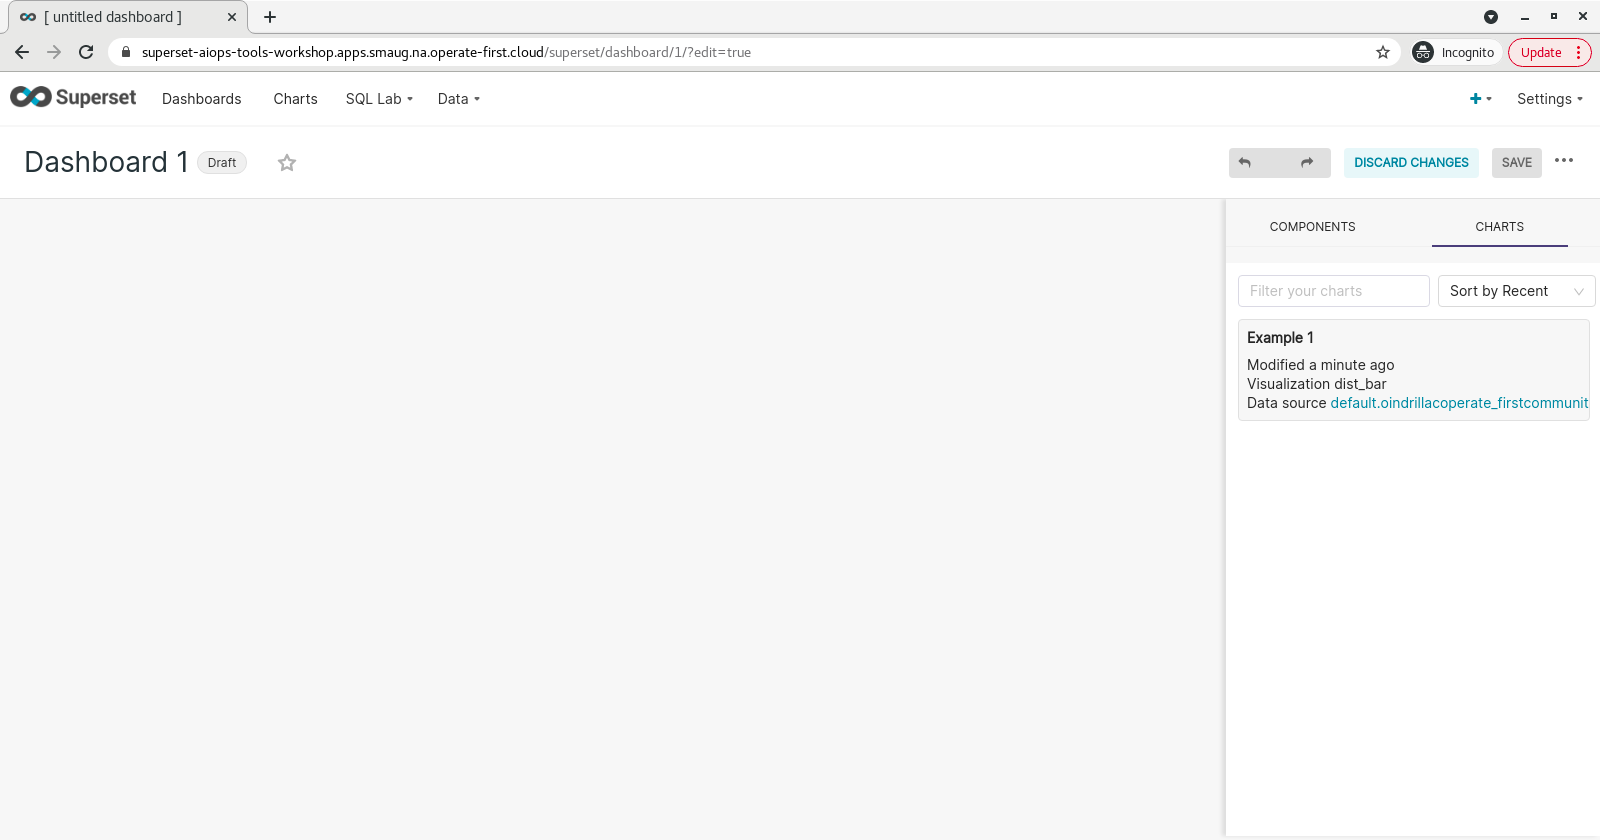 [ untitled dashboard ]
superset-aiops-tools-workshop.apps.smaug.na.operate-first.cloud/superset/dashboard/1/?edit=true
Incognito
Update
Superset
Dashboards
Charts
SQL Lab
Data
Settings
Dashboard 1
Draft
DISCARD CHANGES
SAVE
COMPONENTS
CHARTS
Filter your charts
Sort by Recent
Example 1
Modified a minute ago
Visualization dist_bar
Data source default.oindrillacoperate_firstcommunit